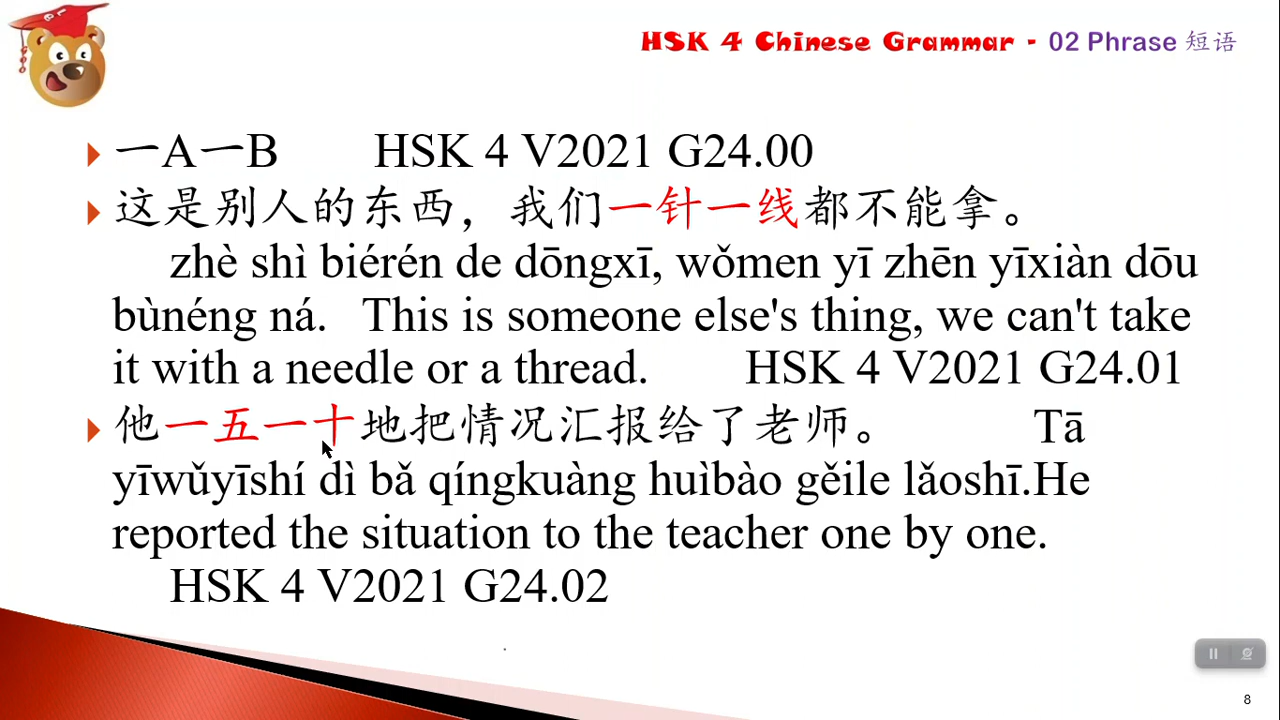 HSK 4 Chinese Grammar - 02 Phrase 短语
一A一B HSK 4 V2021 G24.00
这是别人的东西，我们一针一线都不能拿。
zhè shì biérén de dōngxī, wǒmen yī zhēn yīxiàn dōu
bùnéng ná. This is someone else's thing, we can't take
it with a needle or a thread. HSK 4 V2021 G24.01
他一五一十地把情况汇报给了老师。 Tā
yīwǔyīshí dì bǎ qíngkuàng huìbào gěile lǎoshī.He
reported the situation to the teacher one by one.
HSK 4 V2021 G24.02
8